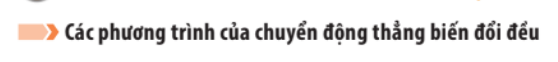 Các phương trình của chuyển động thẳng biến đổi đều